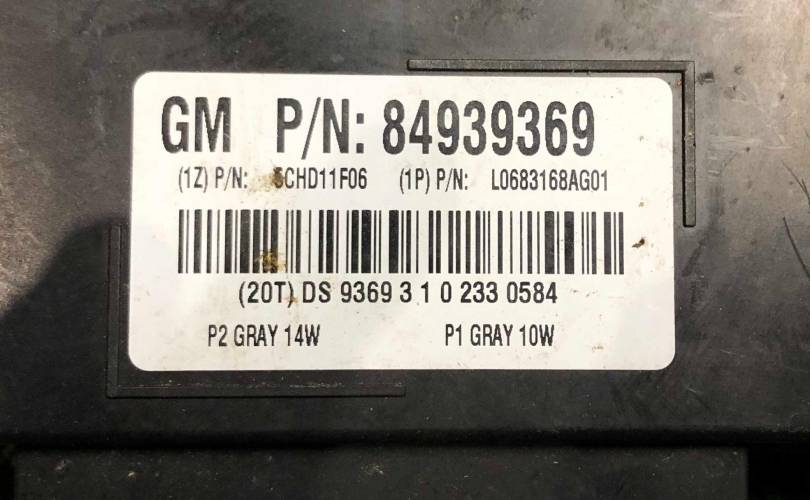 GM P/N: 84939369
(1Z) P/N: (1P) P/N: L0683168AG01
(20T) DS 9369 3 1 0 233 0584
P2 GRAY 14W P1 GRAY 10W